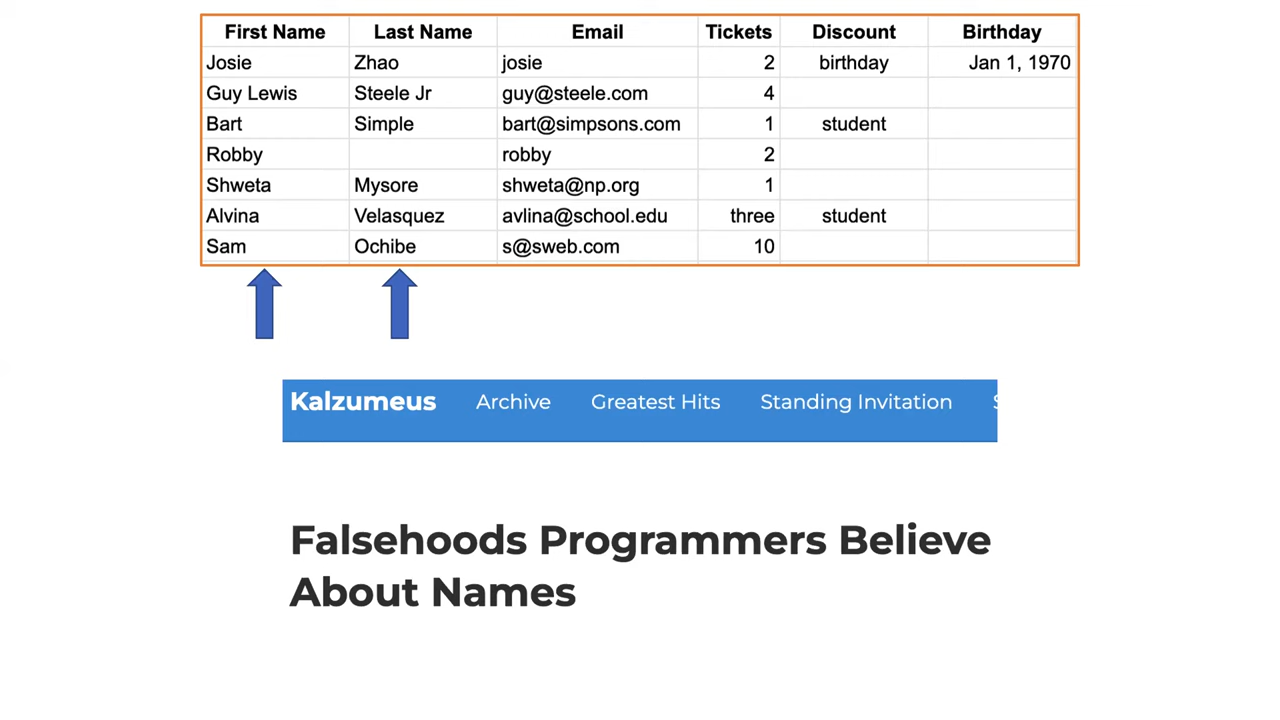 First Name Last Name Email Tickets Discount Birthday
Josie Zhao josie 2 birthday Jan 1, 1970
Guy Lewis Steele Jr guy@steele.com 4
Bart Simple bart@simpsons.com 1 student
Robby robby 2
Shweta Mysore shweta@np.org 1
Alvina Velasquez avlina@school.edu three student
Sam Ochibe s@sweb.com 10
Kalzumeus Archive Greatest Hits Standing Invitation
Falsehoods Programmers Believe
About Names